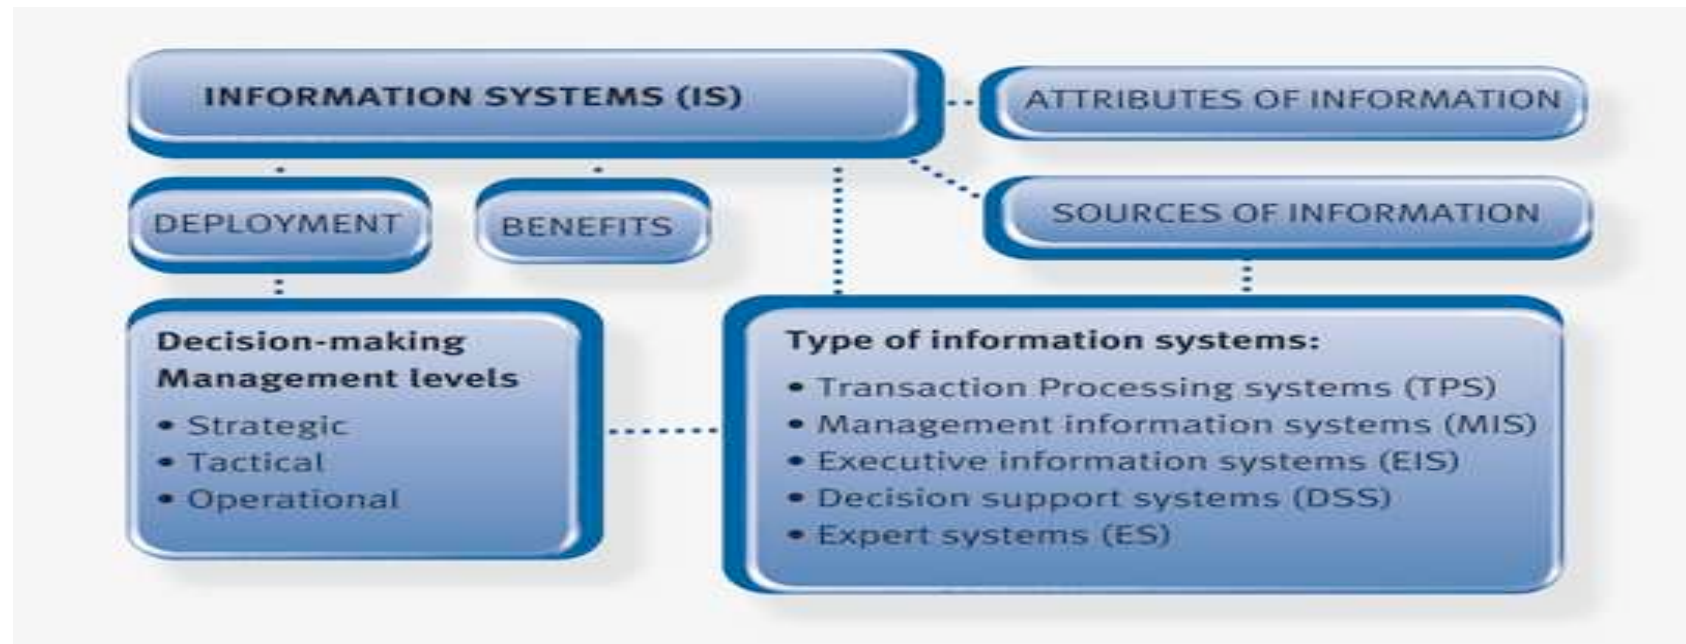 INFORMATION SYSTEMS (IS)
ATTRIBUTES OF INFORMATION
DEPLOYMENT
BENEFITS
SOURCES OF INFORMATION
Decision-making
Management levels
• Strategic
• Tactical
• Operational
Type of information systems:
• Transaction Processing systems (TPS)
• Management information systems (MIS)
• Executive information systems (EIS)
• Decision support systems (DSS)
• Expert systems (ES)